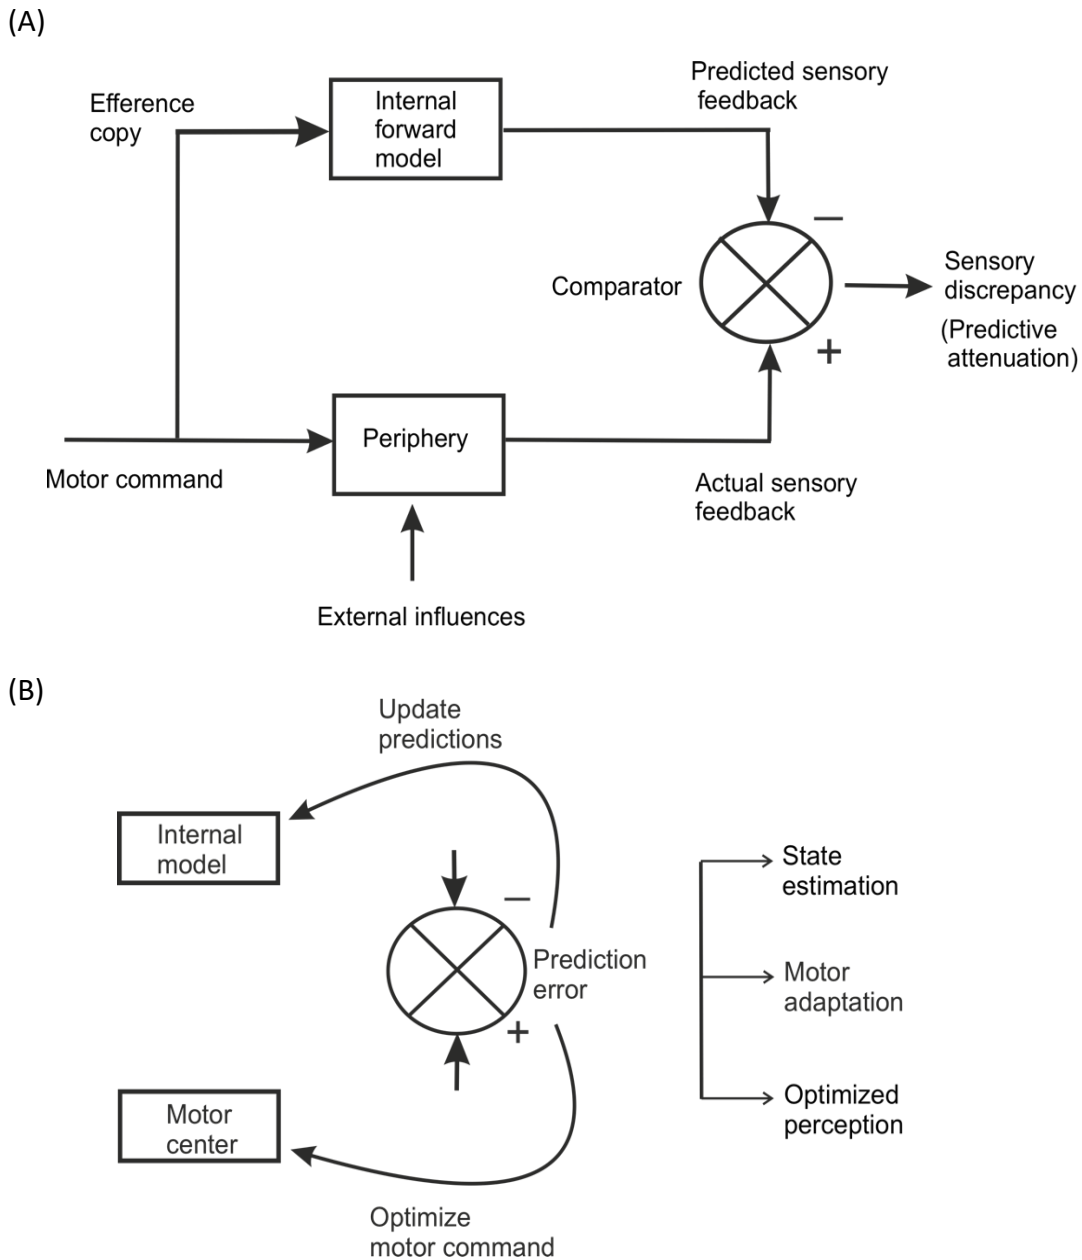 (A)
Efference
copy
Internal
forward
model
Predicted sensory
feedback
−
Comparator
Sensory
discrepancy
(Predictive
attenuation)
+
Periphery
Motor command
Actual sensory
feedback
External influences
(B)
Update
predictions
Internal
model
−
Prediction
error
+
Motor
center
Optimize
motor command
State
estimation
Motor
adaptation
Optimized
perception